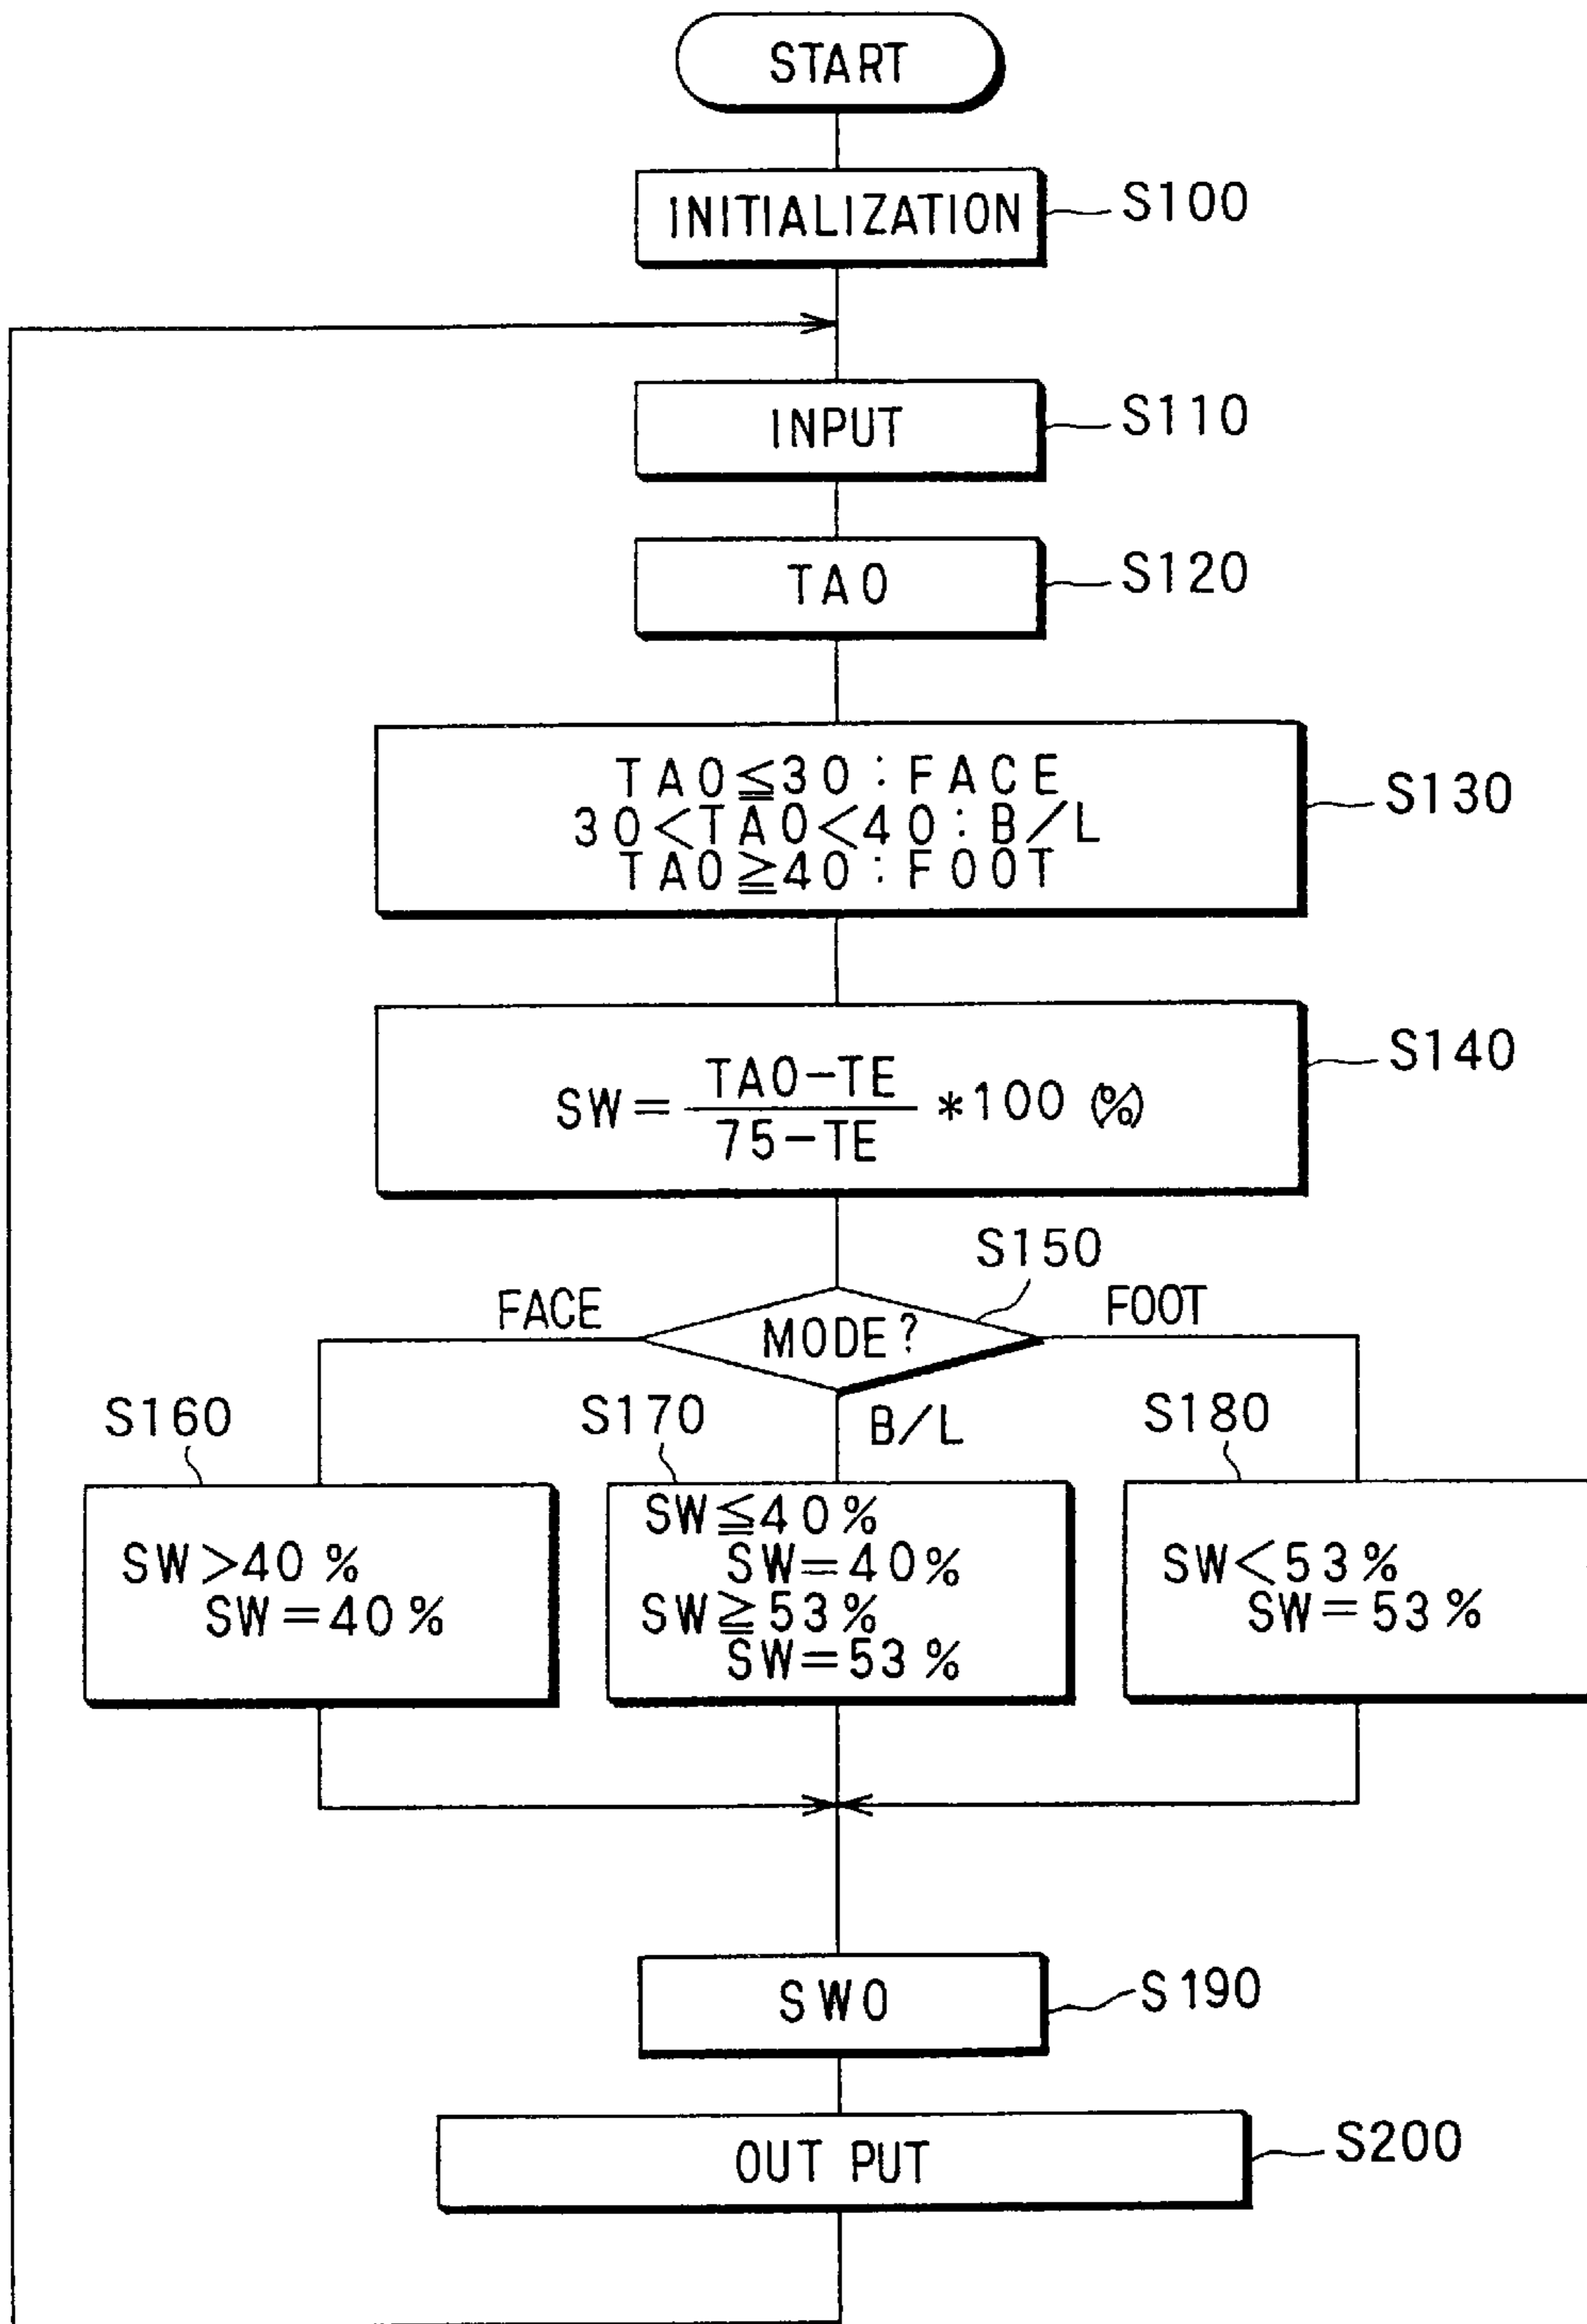 START
INITIALIZATION
S100
INPUT
S110
TAO
S120
TAO≦30:FACE
30<TAO<40:B/L
TAO≧40:FOOT
S130
SW=TAO-TE/75-TE*100 (%)
S140
S150
FACE
MODE?
FOOT
B/L
S160
SW>40%
SW=40%
S170
SW≦40%
SW=40%
SW≧53%
SW=53%
S180
SW<53%
SW=53%
SWO
S190
OUT PUT
S200